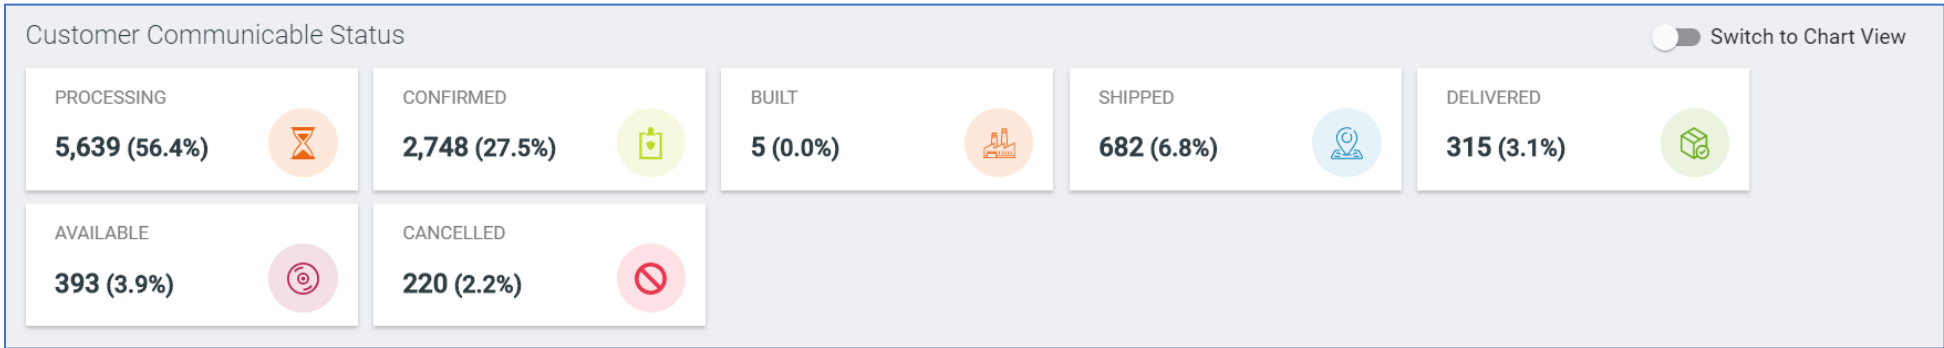 Customer Communicable Status
Switch to Chart View
PROCESSING
5,639 (56.4%)
CONFIRMED
2,748 (27.5%)
BUILT
5 (0.0%)
SHIPPED
682 (6.8%)
DELIVERED
315 (3.1%)
AVAILABLE
393 (3.9%)
CANCELLED
220 (2.2%)